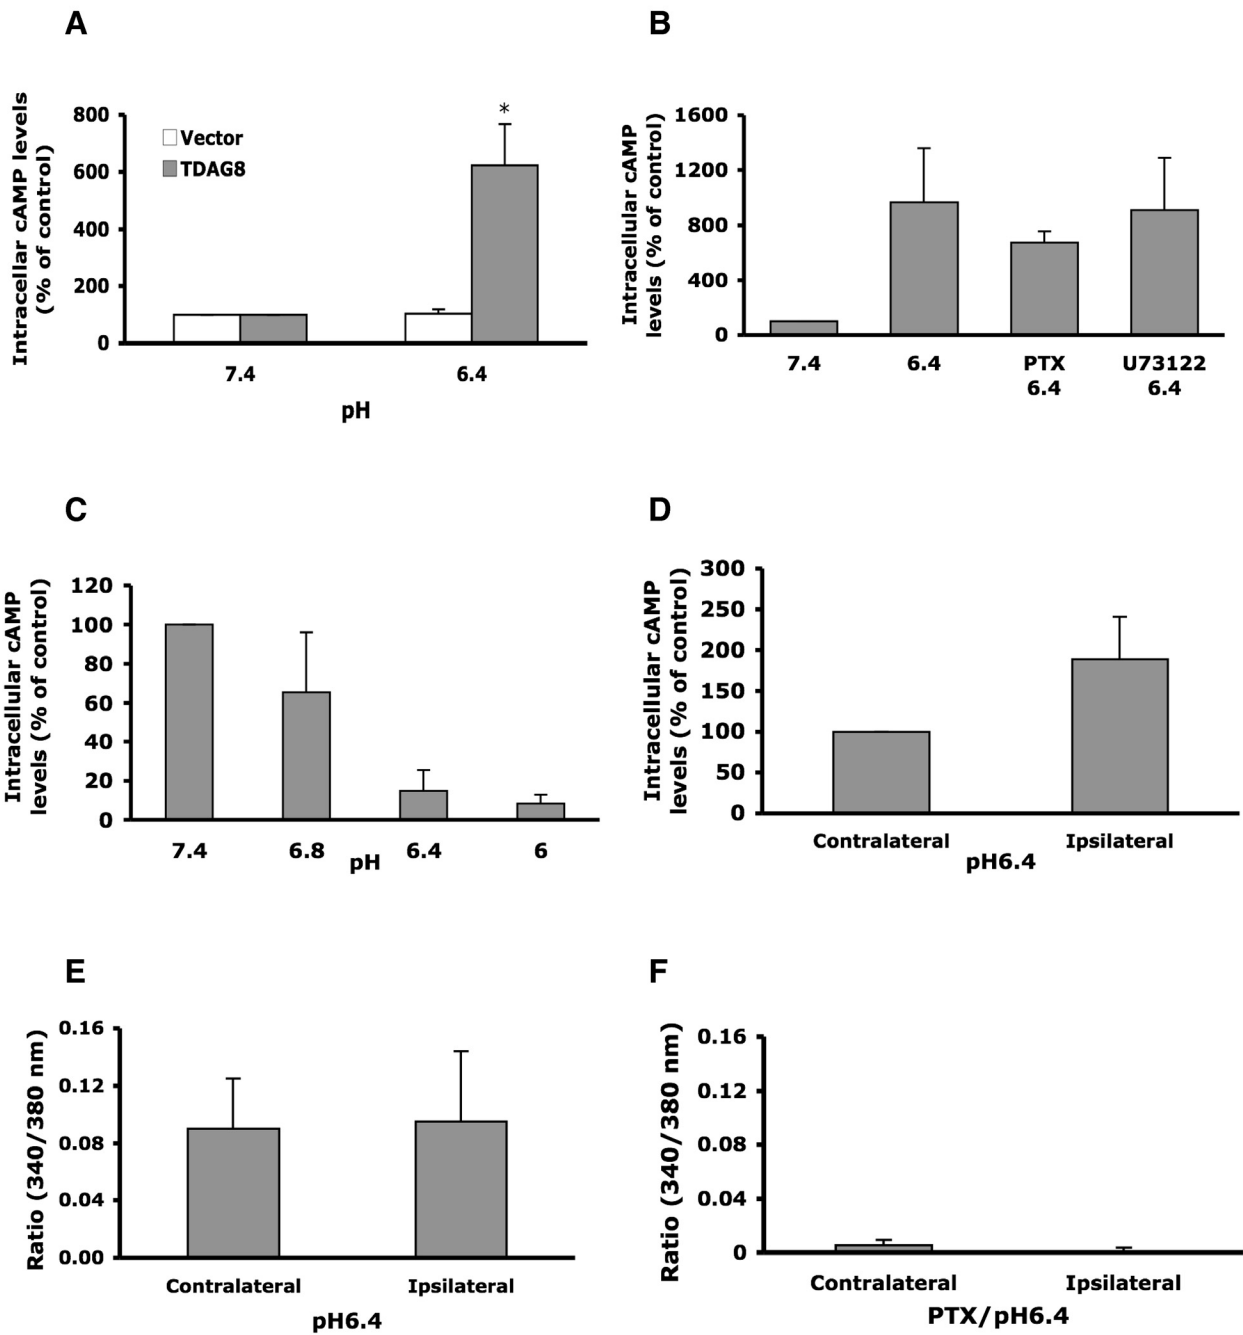 A
Intracellar cAMP levels
(% of control)
800
600
400
200
0
Vector
TDAG8
*
7.4
6.4
pH
B
Intracellular cAMP
levels (% of control)
1600
1200
800
400
0
7.4
6.4
PTX
6.4
U73122
6.4
C
Intracellular cAMP
levels (% of control)
120
100
80
60
40
20
0
7.4
6.8
6.4
6
pH
D
Intracellular cAMP
levels (% of control)
300
250
200
150
100
50
0
Contralateral
Ipsilateral
pH6.4
E
Ratio (340/380 nm)
0.16
0.12
0.08
0.04
0.00
Contralateral
Ipsilateral
pH6.4
F
Ratio (340/380 nm)
0.16
0.12
0.08
0.04
0
Contralateral
Ipsilateral
PTX/pH6.4